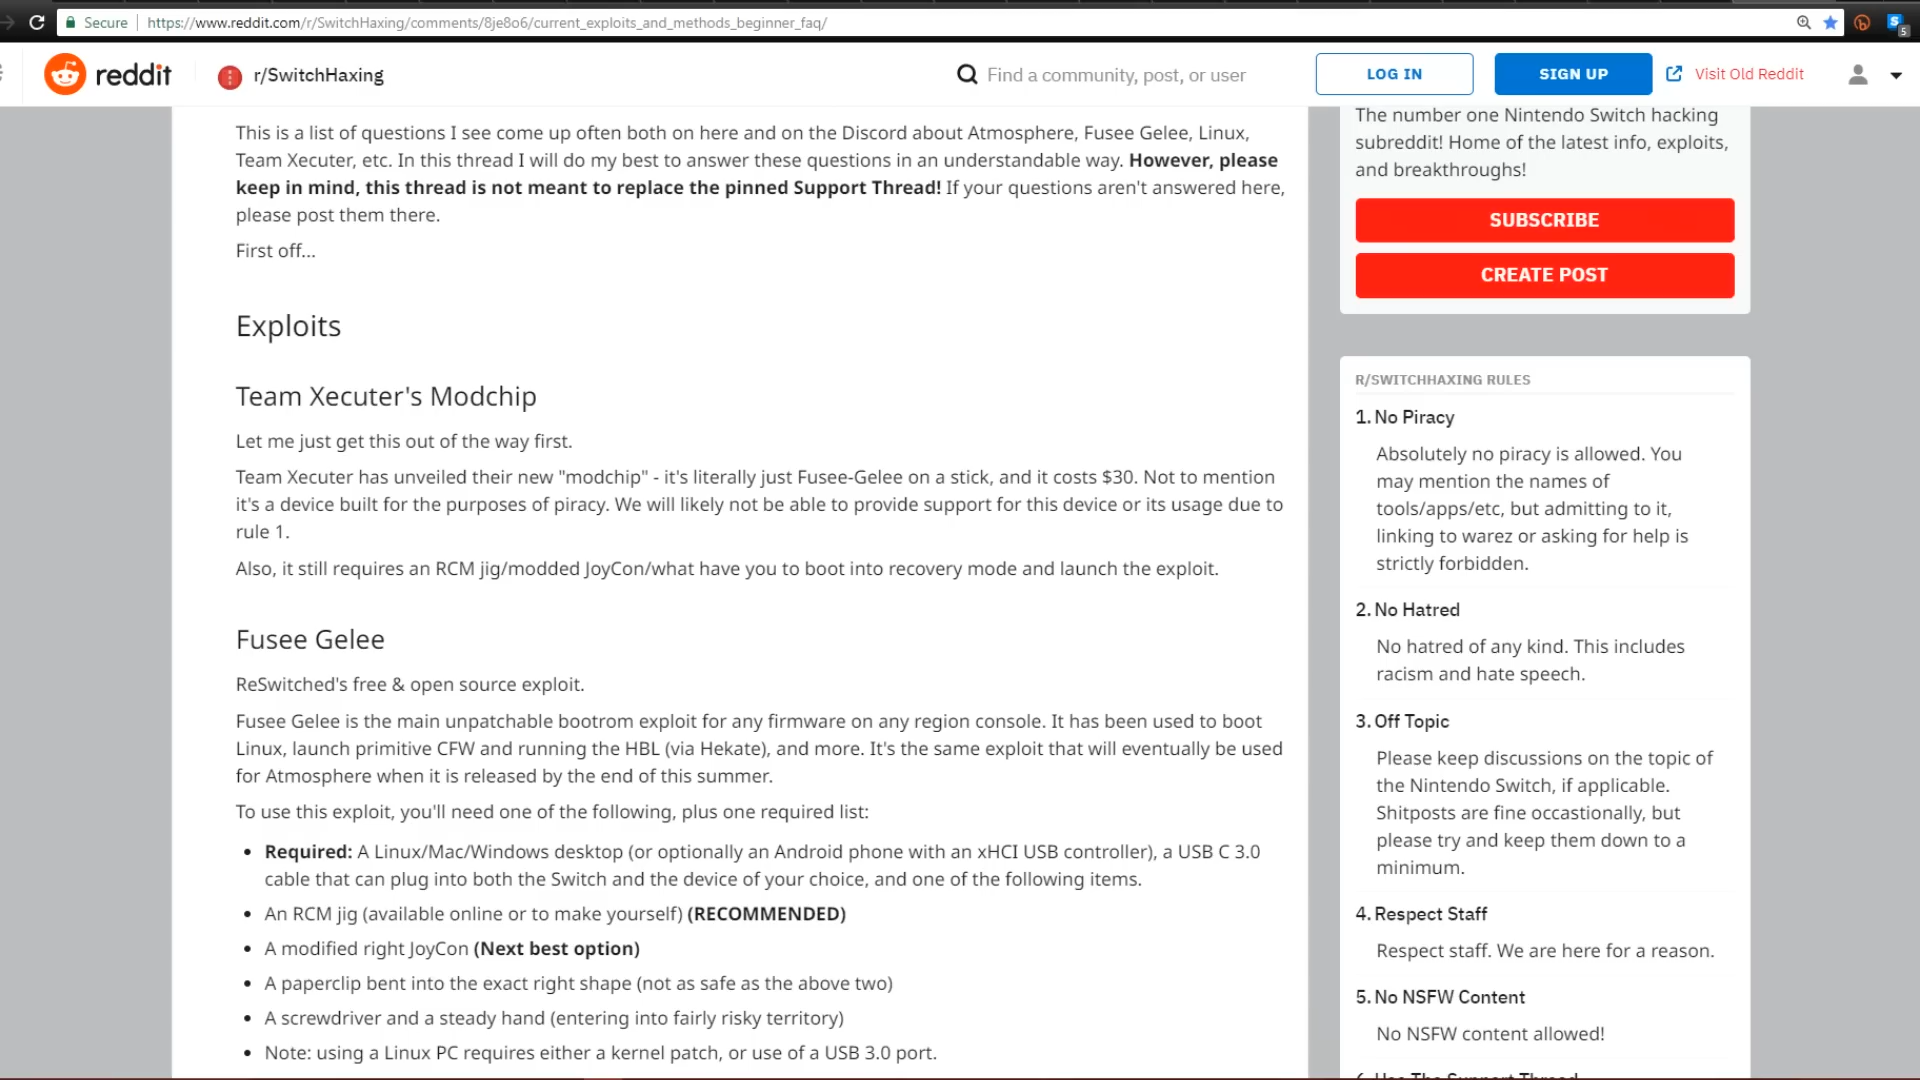 Secure
https://www.reddit.com/r/SwitchHaxing/comments/8je8o6/current_exploits_and_methods_beginner_faq/
5
reddit
r/SwitchHaxing
Find a community, post, or user
LOG IN
SIGN UP
Visit Old Reddit
This is a list of questions I see come up often both on here and on the Discord about Atmosphere, Fusee Gelee, Linux,
Team Xecuter, etc. In this thread I will do my best to answer these questions in an understandable way. However, please
keep in mind, this thread is not meant to replace the pinned Support Thread! If your questions aren't answered here,
please post them there.
First off...
Exploits
Team Xecuter's Modchip
Let me just get this out of the way first.
Team Xecuter has unveiled their new "modchip" - it's literally just Fusee-Gelee on a stick, and it costs $30. Not to mention
it's a device built for the purposes of piracy. We will likely not be able to provide support for this device or its usage due to
rule 1.
Also, it still requires an RCM jig/modded JoyCon/what have you to boot into recovery mode and launch the exploit.
Fusee Gelee
ReSwitched's free & open source exploit.
Fusee Gelee is the main unpatchable bootrom exploit for any firmware on any region console. It has been used to boot
Linux, launch primitive CFW and running the HBL (via Hekate), and more. It's the same exploit that will eventually be used
for Atmosphere when it is released by the end of this summer.
To use this exploit, you'll need one of the following, plus one required list:
• Required: A Linux/Mac/Windows desktop (or optionally an Android phone with an xHCI USB controller), a USB C 3.0
cable that can plug into both the Switch and the device of your choice, and one of the following items.
• An RCM jig (available online or to make yourself) (RECOMMENDED)
• A modified right JoyCon (Next best option)
• A paperclip bent into the exact right shape (not as safe as the above two)
• A screwdriver and a steady hand (entering into fairly risky territory)
• Note: using a Linux PC requires either a kernel patch, or use of a USB 3.0 port.
The number one Nintendo Switch hacking
subreddit! Home of the latest info, exploits,
and breakthroughs!
SUBSCRIBE
CREATE POST
R/SWITCHHAXING RULES
1. No Piracy
Absolutely no piracy is allowed. You
may mention the names of
tools/apps/etc, but admitting to it,
linking to warez or asking for help is
strictly forbidden.
2. No Hatred
No hatred of any kind. This includes
racism and hate speech.
3. Off Topic
Please keep discussions on the topic of
the Nintendo Switch, if applicable.
Shitposts are fine occastionally, but
please try and keep them down to a
minimum.
4. Respect Staff
Respect staff. We are here for a reason.
5. No NSFW Content
No NSFW content allowed!
6. Use The Support Thread